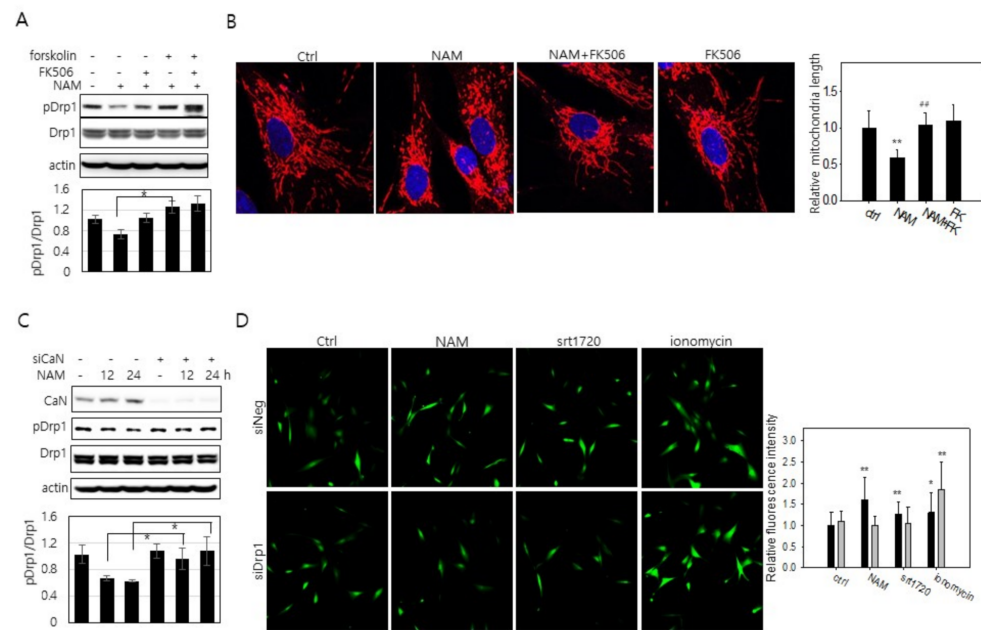 A
forskolin - - - + +
FK506 - - + - +
NAM - + + + +
pDrp1
Drp1
actin
pDrp1/Drp1
1.6
1.2
0.8
0.4
0
*
B
Ctrl NAM NAM+FK506 FK506
Relative mitochondria length
1.5
1.0
0.5
0.0
** ##
ctrl NAM NAM+FK FK
C
siCaN - - - + + +
NAM - 12 24 - 12 24 h
CaN
pDrp1
Drp1
actin
pDrp1/Drp1
1.6
1.2
0.8
0.4
0
* *
D
Ctrl NAM srt1720 ionomycin
siNeg
siDrp1
Relative fluorescence intensity
3.0
2.5
2.0
1.5
1.0
0.5
0.0
** ** * **
ctrl NAM srt1720 ionomycin